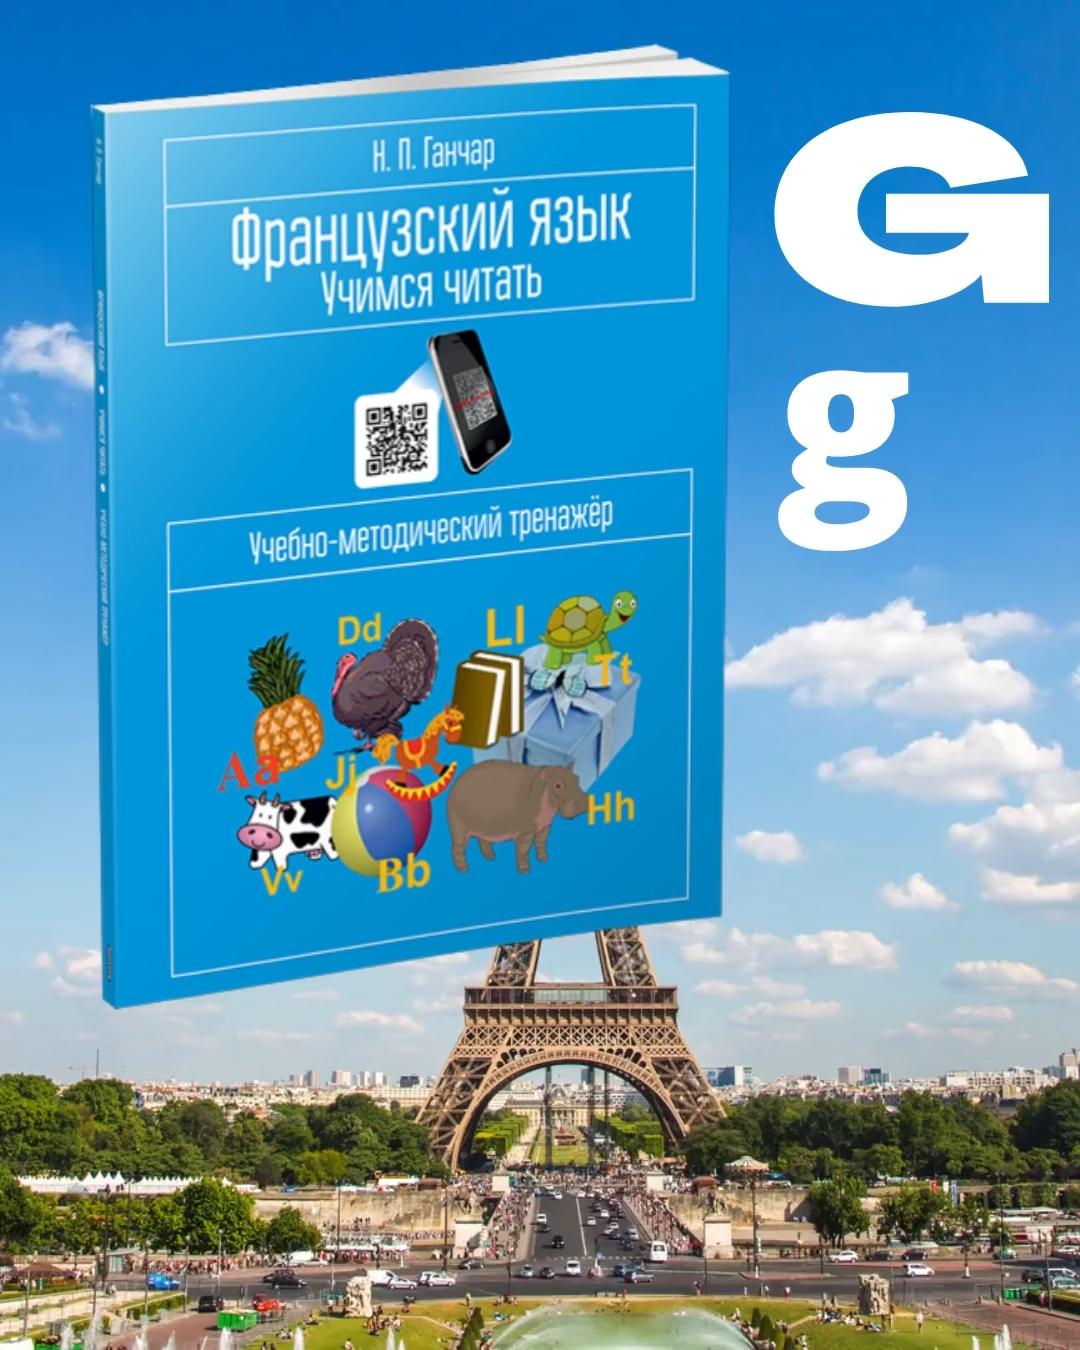 Н. П. Ганчар
Французский язык
Учимся читать
Учебно-методический тренажёр
Dd
Ll
Tt
Aa
Jj
Hh
Vv
Bb
G
g